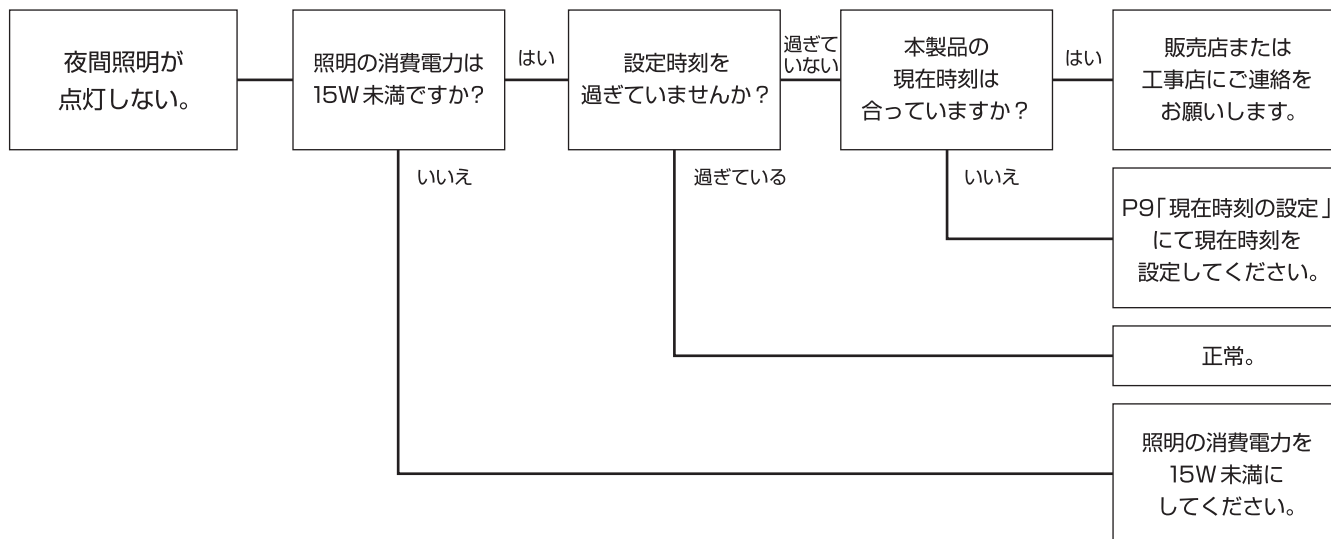 夜間照明が
点灯しない。
照明の消費電力は
15W未満ですか?
はい
設定時刻を
過ぎていませんか?
過ぎて
いない
本製品の
現在時刻は
合っていますか?
はい
販売店または
工事店にご連絡を
お願いします。
いいえ
過ぎている
いいえ
P9「現在時刻の設定」
にて現在時刻を
設定してください。
正常。
照明の消費電力を
15W未満に
してください。